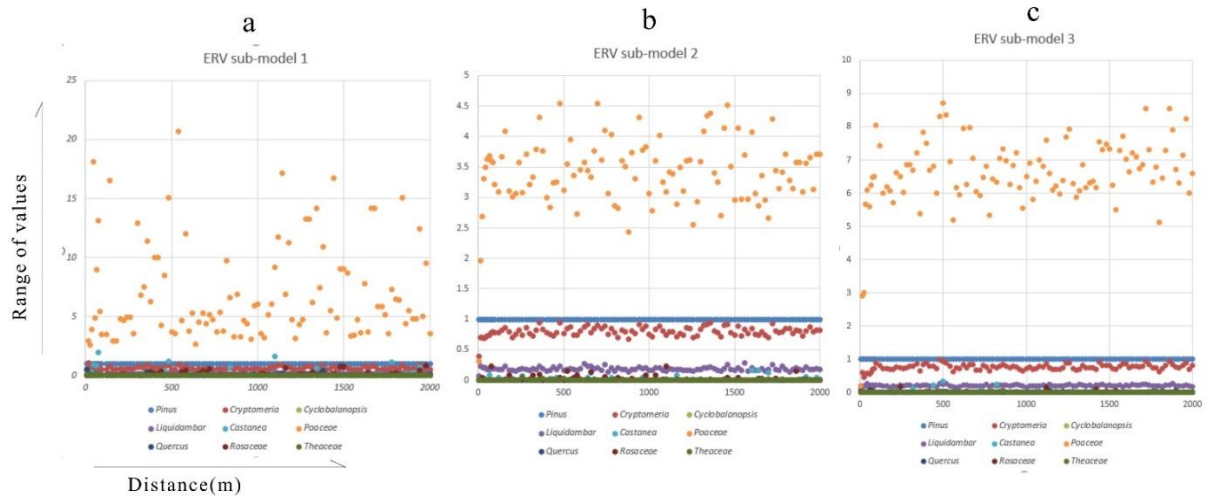 a
ERV sub-model 1
25
20
15
10
5
0
0 500 1000 1500 2000
Pinus Cryptomeria Cyclobalanopsis
Liquidambar Castanea Poaceae
Quercus Rosaceae Theaceae
b
ERV sub-model 2
5
4.5
4
3.5
3
2.5
2
1.5
1
0.5
0
0 500 1000 1500 2000
Pinus Cryptomeria Cyclobalanopsis
Liquidambar Castanea Poaceae
Quercus Rosaceae Theaceae
c
ERV sub-model 3
10
9
8
7
6
5
4
3
2
1
0
0 500 1000 1500 2000
Pinus Cryptomeria Cyclobalanopsis
Liquidambar Castanea Poaceae
Quercus Rosaceae Theaceae
Range of values
Distance(m)